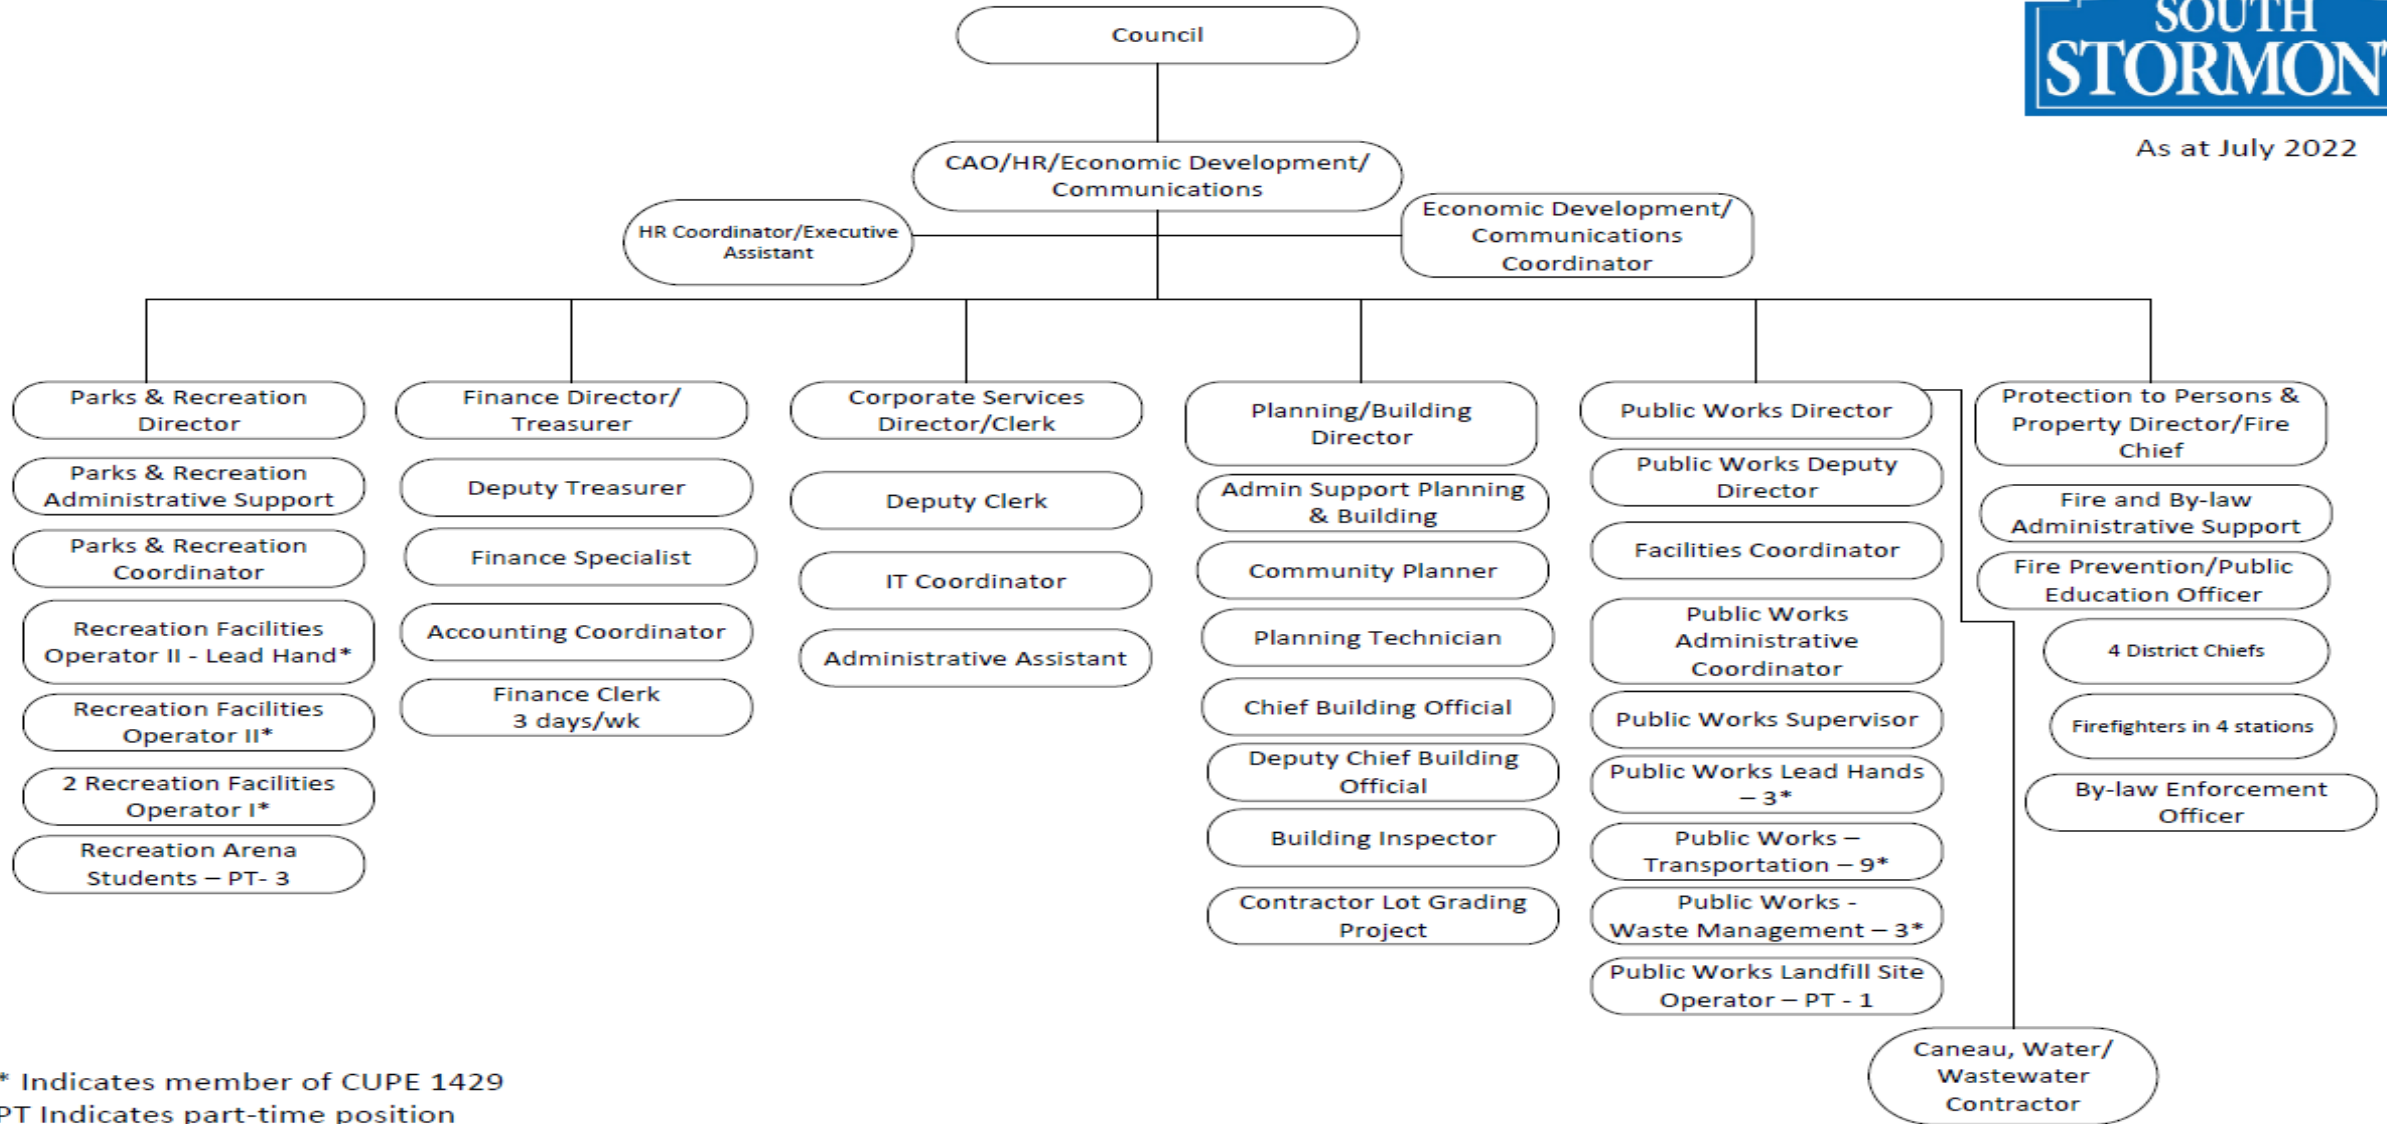 Council
SOUTH
STORMONT
As at July 2022
CAO/HR/Economic Development/
Communications
HR Coordinator/Executive
Assistant
Economic Development/
Communications
Coordinator
Parks & Recreation
Director
Parks & Recreation
Administrative Support
Parks & Recreation
Coordinator
Recreation Facilities
Operator II - Lead Hand*
Recreation Facilities
Operator II*
2 Recreation Facilities
Operator I*
Recreation Arena
Students – PT- 3
Finance Director/
Treasurer
Deputy Treasurer
Finance Specialist
Accounting Coordinator
Finance Clerk
3 days/wk
Corporate Services
Director/Clerk
Deputy Clerk
IT Coordinator
Administrative Assistant
Planning/Building
Director
Admin Support Planning
& Building
Community Planner
Planning Technician
Chief Building Official
Deputy Chief Building
Official
Building Inspector
Contractor Lot Grading
Project
Public Works Director
Public Works Deputy
Director
Facilities Coordinator
Public Works
Administrative
Coordinator
Public Works Supervisor
Public Works Lead Hands
– 3*
Public Works –
Transportation – 9*
Public Works -
Waste Management – 3*
Public Works Landfill Site
Operator – PT - 1
Caneau, Water/
Wastewater
Contractor
Protection to Persons &
Property Director/Fire
Chief
Fire and By-law
Administrative Support
Fire Prevention/Public
Education Officer
4 District Chiefs
Firefighters in 4 stations
By-law Enforcement
Officer
* Indicates member of CUPE 1429
PT Indicates part-time position